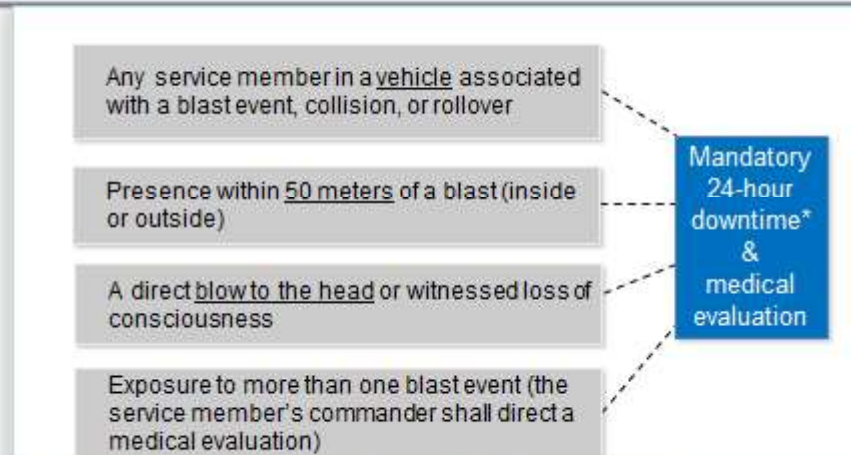 Any service member in a vehicle associated
with a blast event, collision, or rollover
Presence within 50 meters of a blast (inside
or outside)
A direct blow to the head or witnessed loss of
consciousness
Exposure to more than one blast event (the
service member's commander shall direct a
medical evaluation)
Mandatory
24-hour
downtime*
&
medical
evaluation